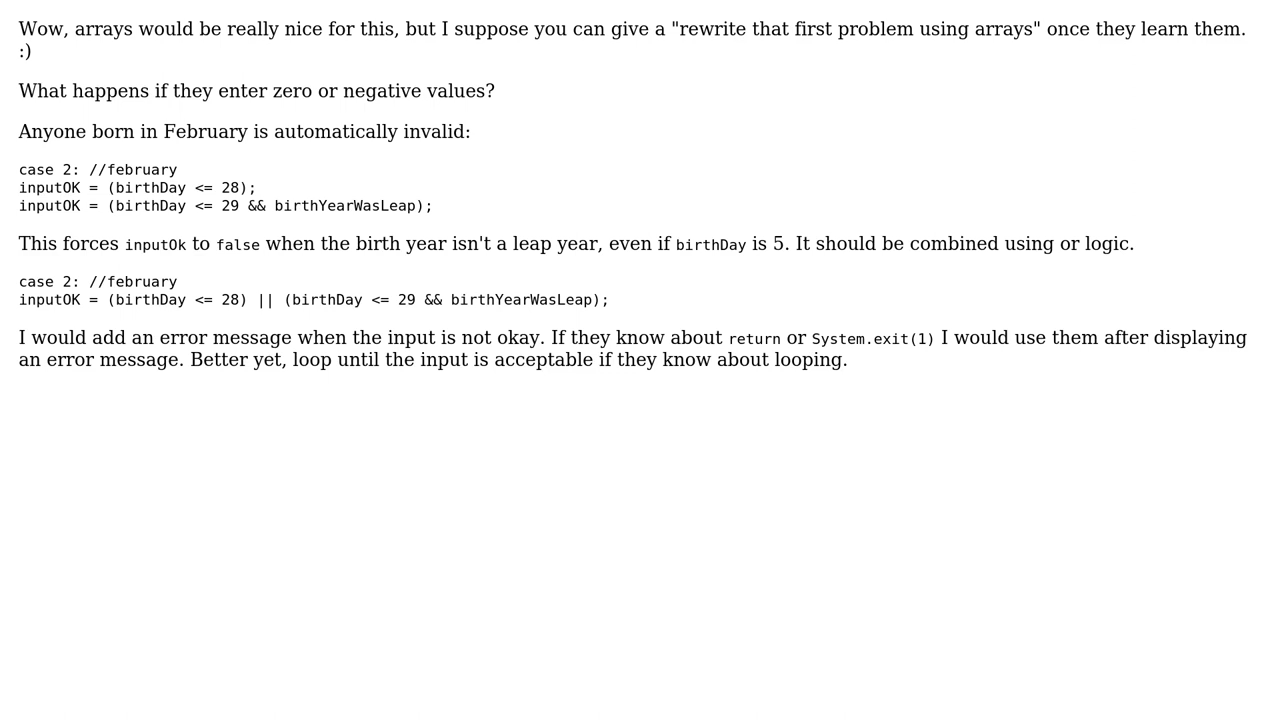 Wow, arrays would be really nice for this, but I suppose you can give a "rewrite that first problem using arrays" once they learn them.
:)
What happens if they enter zero or negative values?
Anyone born in February is automatically invalid:
case 2: //february
inputOK = (birthDay <= 28);
inputOK = (birthDay <= 29 && birthYearWasLeap);
This forces inputOk to false when the birth year isn't a leap year, even if birthDay is 5. It should be combined using or logic.
case 2: //february
inputOK = (birthDay <= 28) || (birthDay <= 29 && birthYearWasLeap);
I would add an error message when the input is not okay. If they know about return or System.exit(1) I would use them after displaying
an error message. Better yet, loop until the input is acceptable if they know about looping.